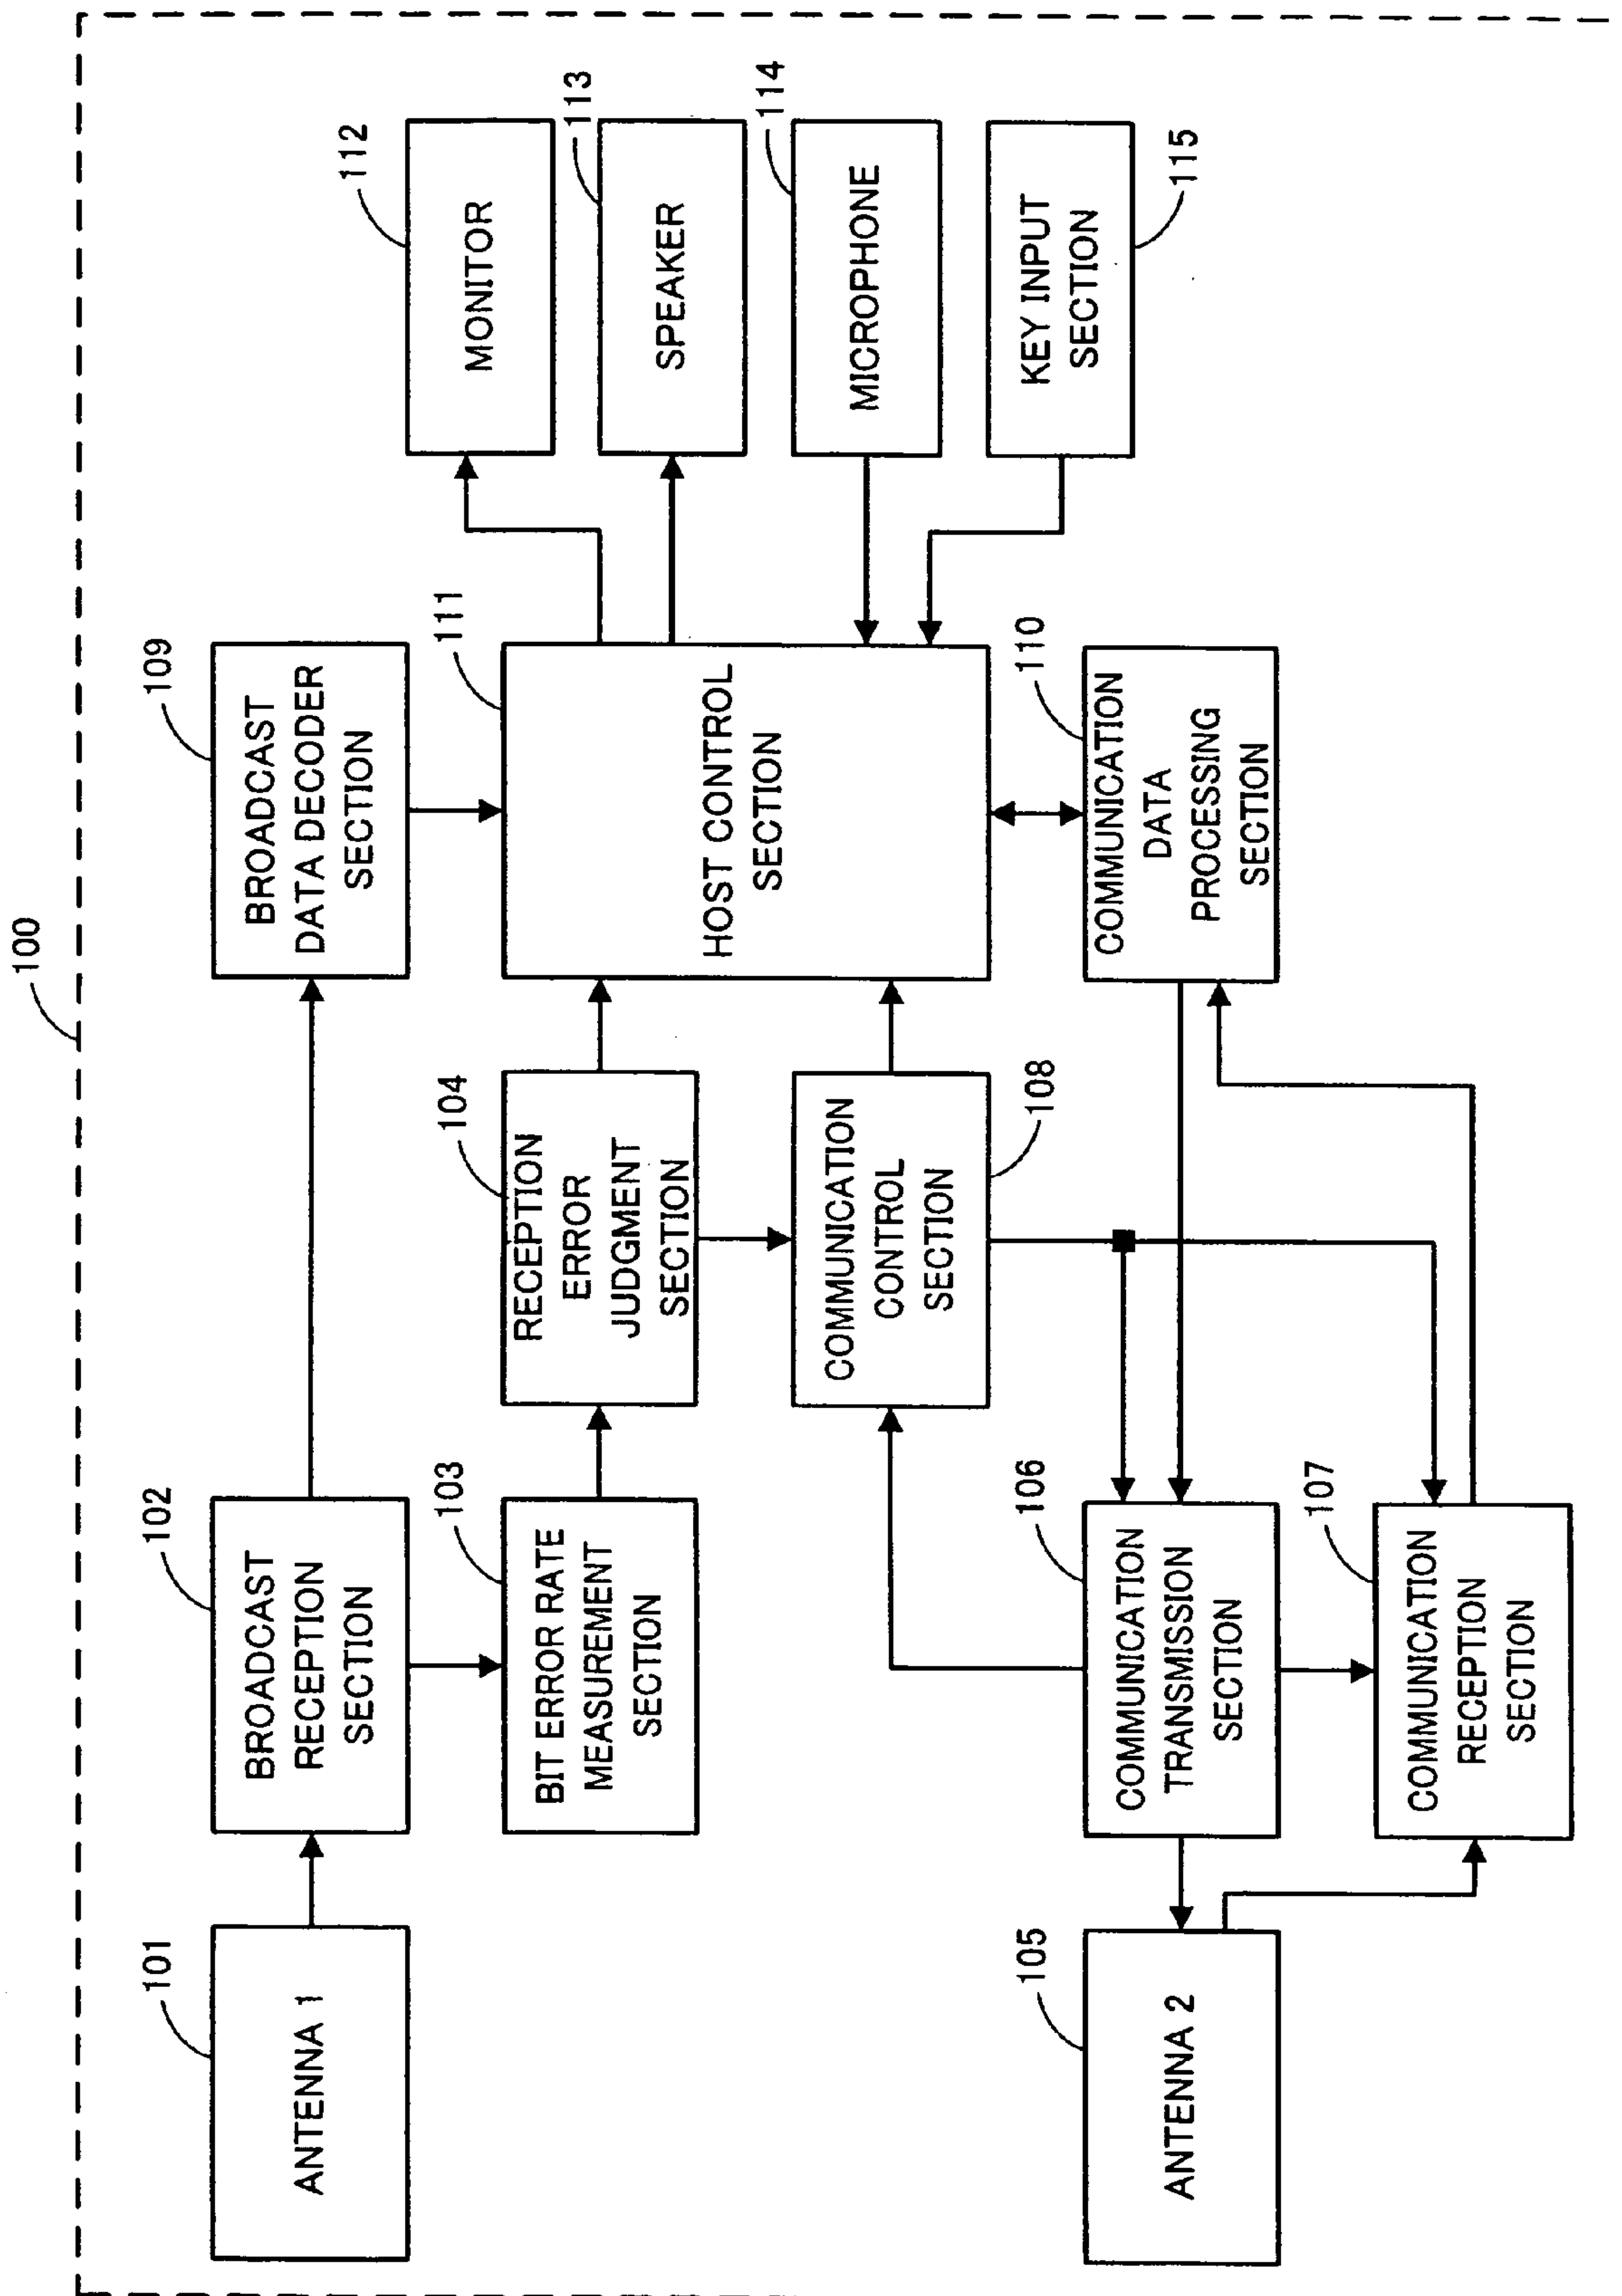 100
101
ANTENNA 1
102
BROADCAST
RECEPTION
SECTION
109
BROADCAST
DATA DECODER
SECTION
103
BIT ERROR RATE
MEASUREMENT
SECTION
104
RECEPTION
ERROR
JUDGMENT
SECTION
111
HOST CONTROL
SECTION
112
MONITOR
113
SPEAKER
114
MICROPHONE
KEY INPUT
SECTION
115
COMMUNICATION
CONTROL
SECTION
108
105
ANTENNA 2
106
COMMUNICATION
TRANSMISSION
SECTION
110
COMMUNICATION
DATA
PROCESSING
SECTION
107
COMMUNICATION
RECEPTION
SECTION